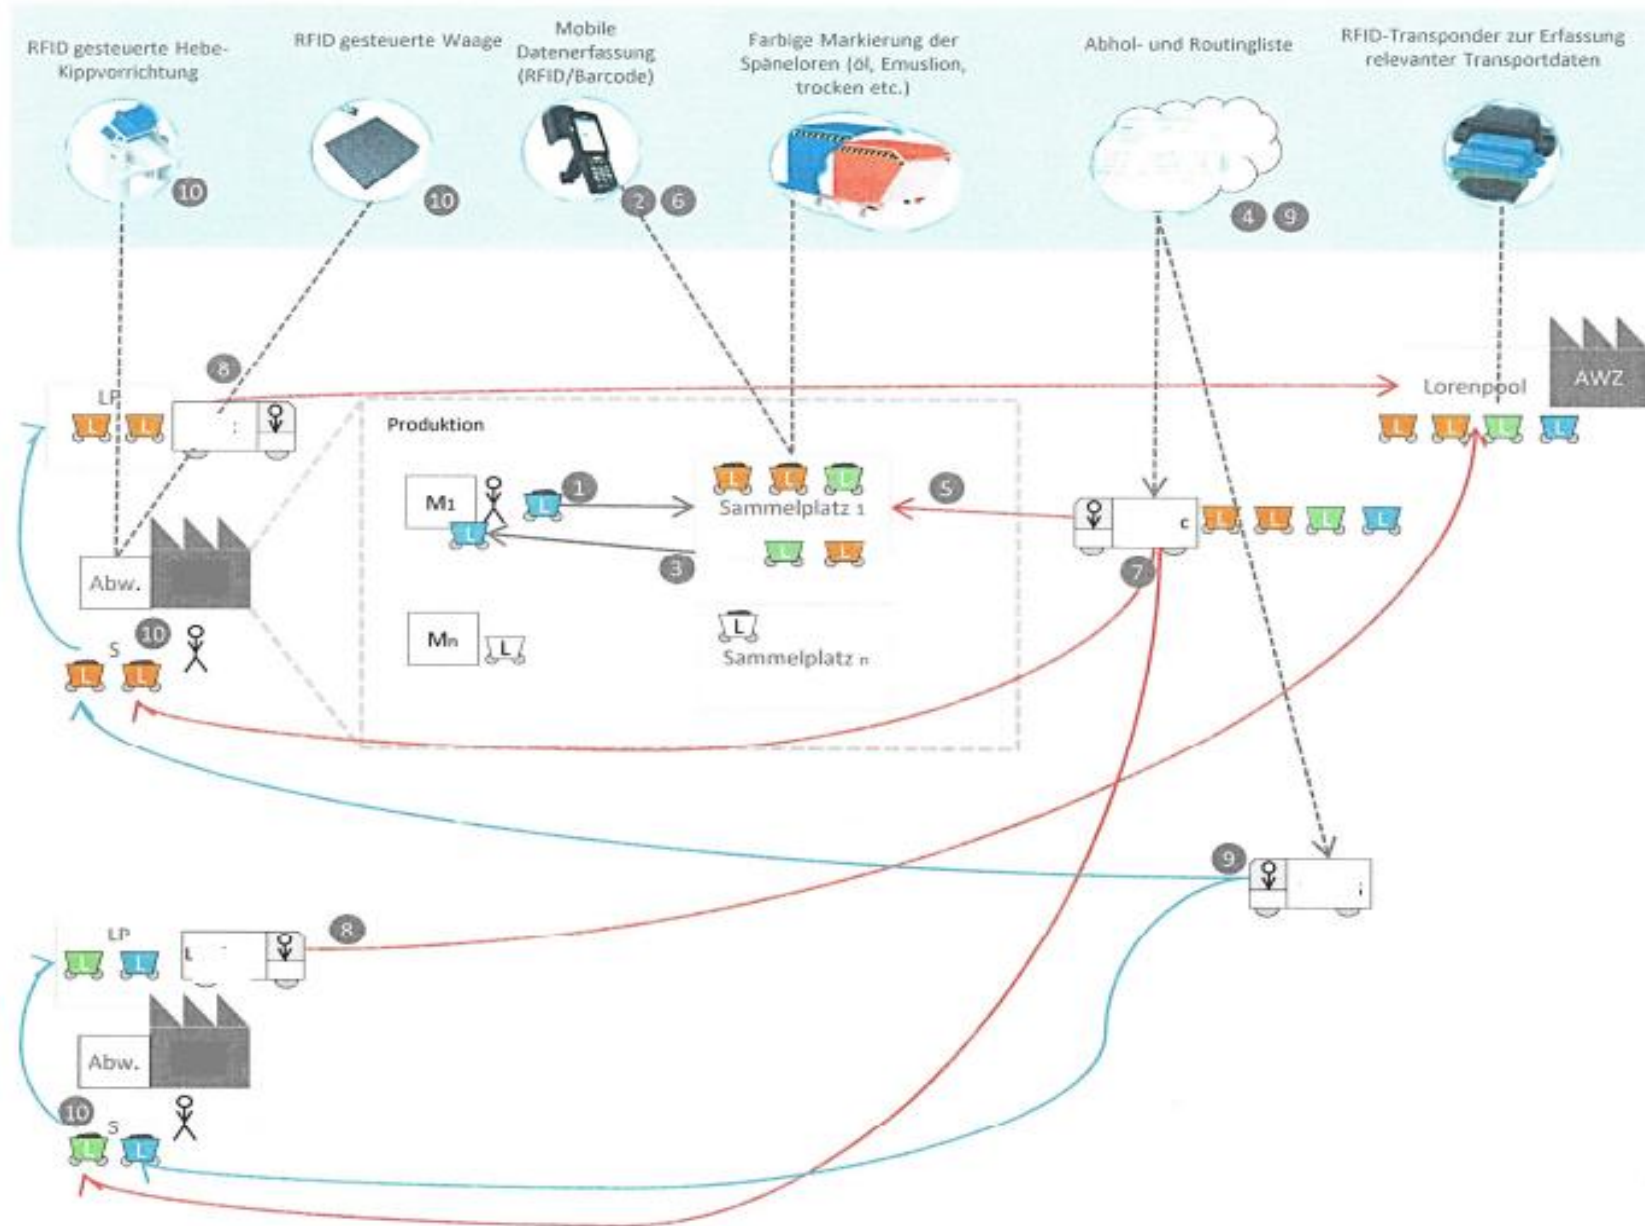 RFID gesteuerte Hebe-
Kippvorrichtung
RFID gesteuerte Waage
Mobile
Datenerfassung
(RFID/Barcode)
Farbige Markierung der
Späneloren (öl, Emuslion,
trocken etc.)
Abhol- und Routingliste
RFID-Transponder zur Erfassung
relevanter Transportdaten
10
10
2 6
4 9
8
LP
L L
Produktion
M1
L
L
1
3
L L L
Sammelplatz 1
L L
5
c
L L L L
7
Lorenpool
AWZ
L L L L
Abw.
10
S
L L
Mn
L
L
Sammelplatz n
9
LP
L L
L
8
Abw.
10
S
L L